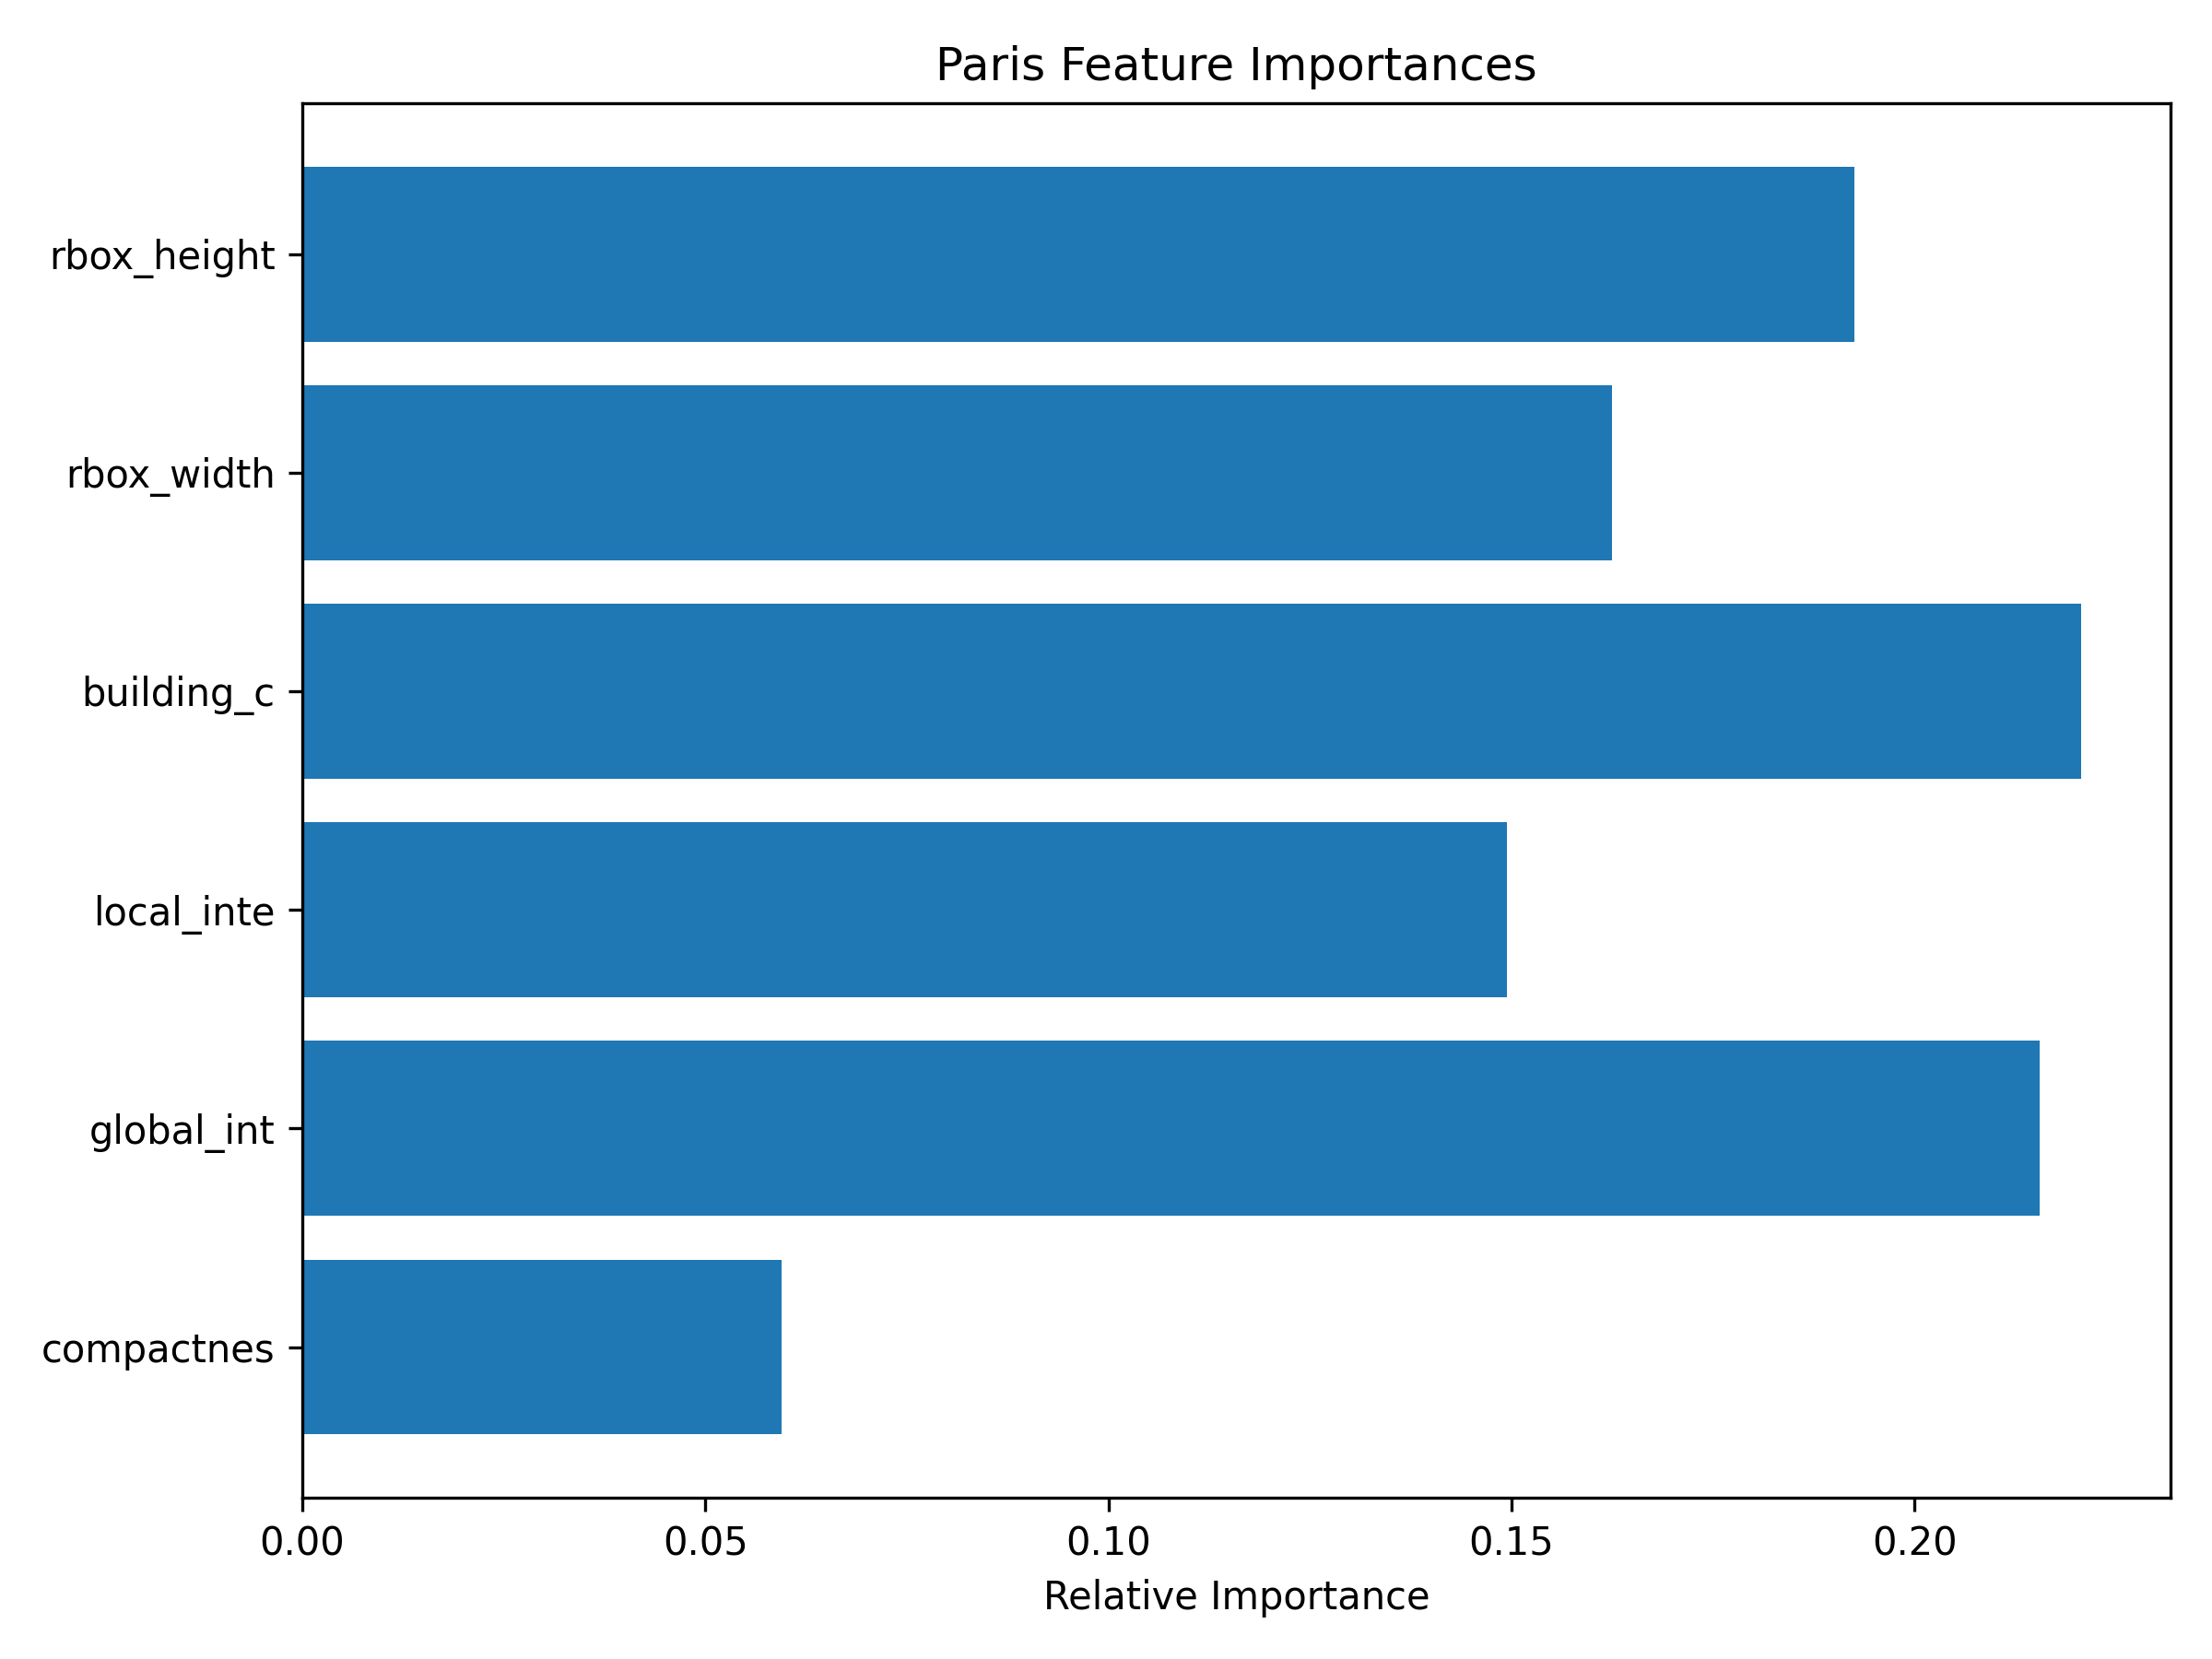 Paris Feature Importances
rbox_height
rbox_width
building_c
local_inte
global_int
compactnes
0.00 0.05 0.10 0.15 0.20
Relative Importance